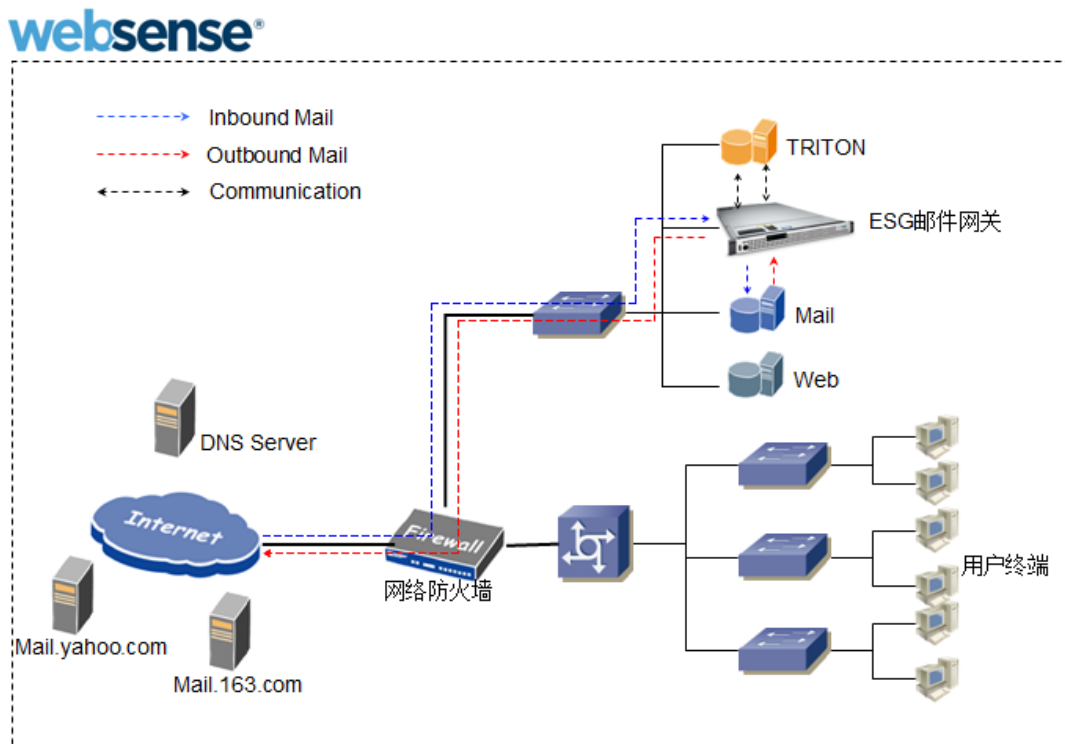 websense®
Inbound Mail
Outbound Mail
Communication
TRITON
ESG邮件网关
Mail
Web
DNS Server
Internet
Firewall
网络防火墙
用户终端
Mail.yahoo.com
Mail.163.com